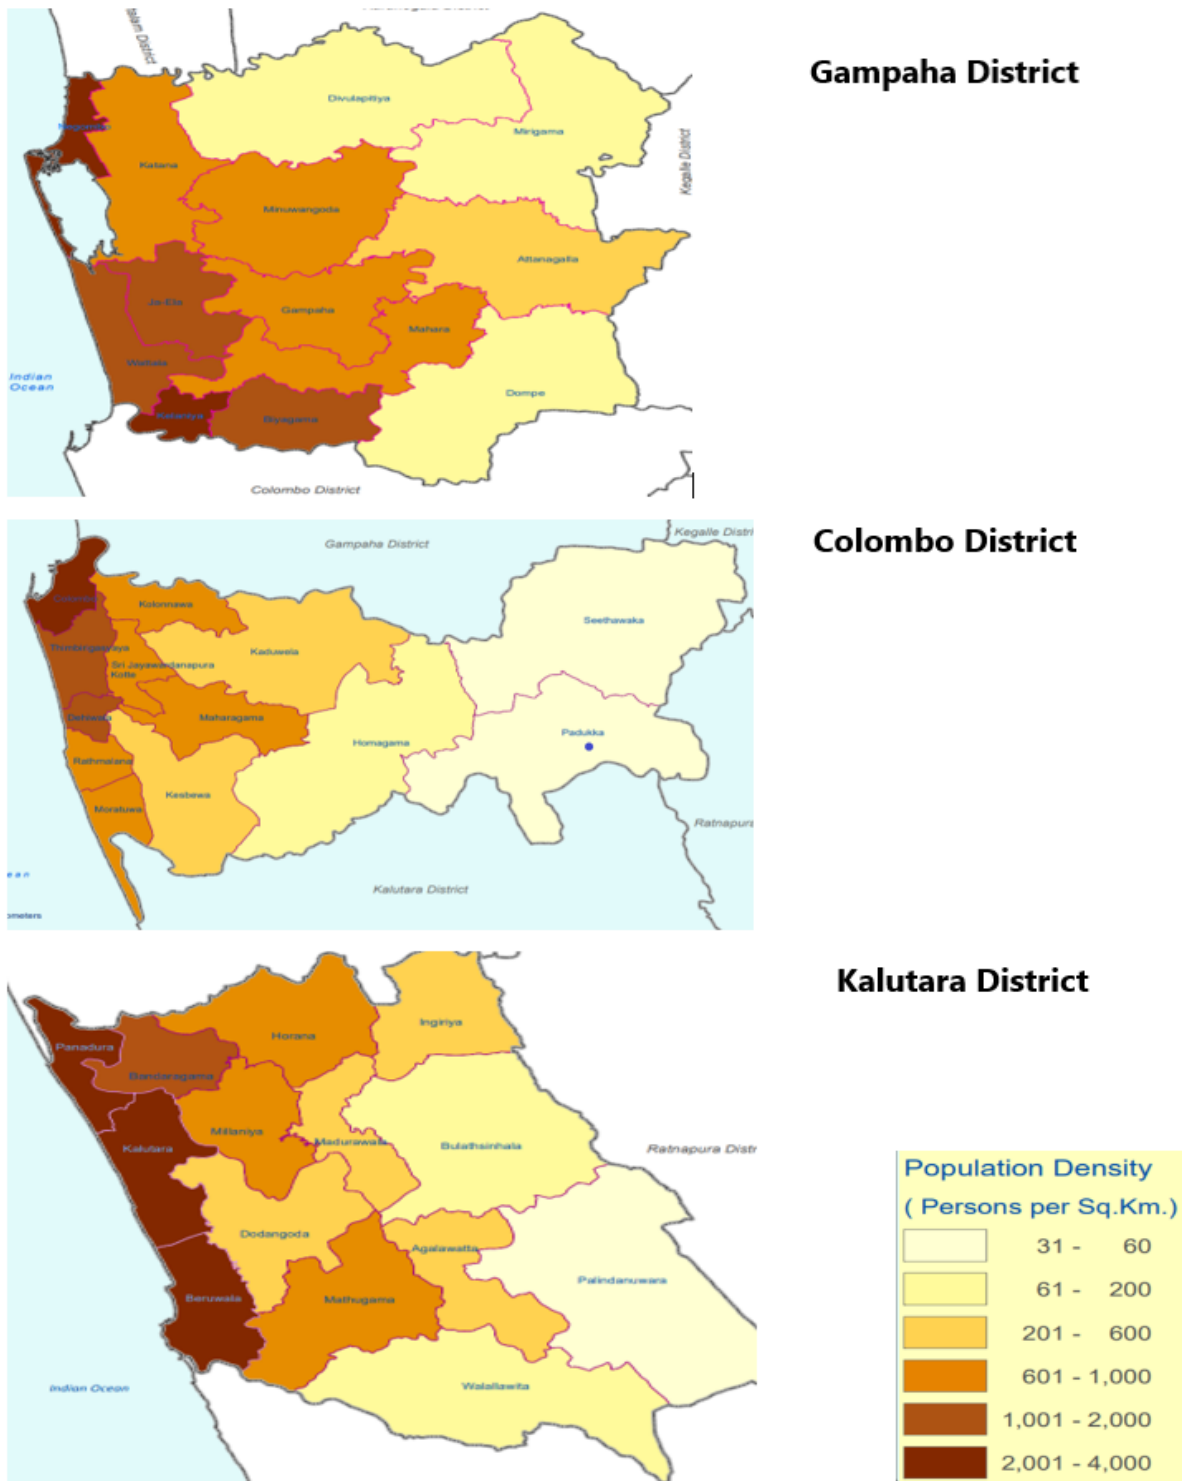 Gampaha District
Divulapitiya
Mirigama
Kegalle District
Katana
Minuwangoda
Attanagalla
Ja-Ela
Gampaha
Mahara
Wattala
Indian
Ocean
Dompe
Kelaniya
Biyagama
Colombo District
Colombo District
Gampaha District
Kegalle Distri
Colombo
Kolonnawa
Seethawaka
Kaduwela
Sri Jayawardanapura
Kotte
Dehiwala
Maharagama
Padukka
Homagama
Rathmalana
Kesbewa
Moratuwa
Ratnapura
ean
Kalutara District
ometers
Kalutara District
Horana
Ingiriya
Panadura
Bandaragama
Millaniya
Madurawala
Kalutara
Bulathsinhala
Ratnapura Distr
Dodangoda
Agalawatta
Palindanuwara
Beruwala
Mathugama
Walallawita
Indian Ocean
Population Density
( Persons per Sq.Km.)
31 - 60
61 - 200
201 - 600
601 - 1,000
1,001 - 2,000
2,001 - 4,000